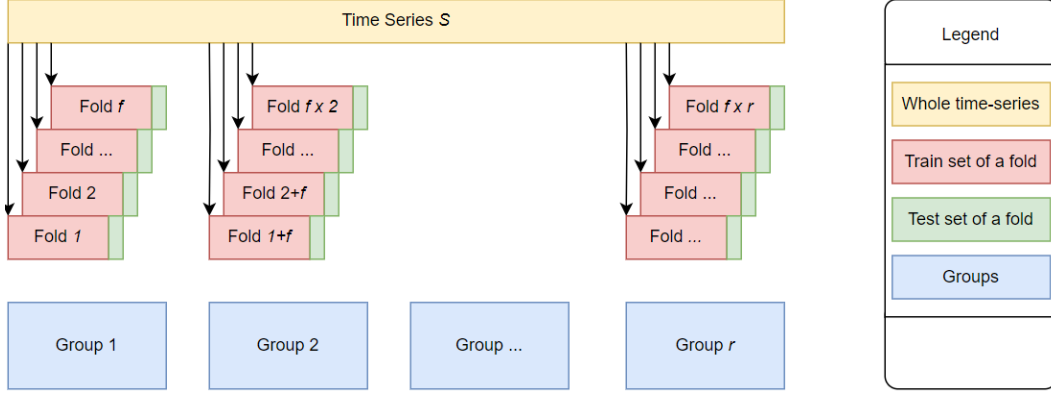 Time Series S
Fold f
Fold ...
Fold 2
Fold 1
Fold f x 2
Fold ...
Fold 2+f
Fold 1+f
Fold f x r
Fold ...
Fold ...
Fold ...
Group 1
Group 2
Group ...
Group r
Legend
Whole time-series
Train set of a fold
Test set of a fold
Groups